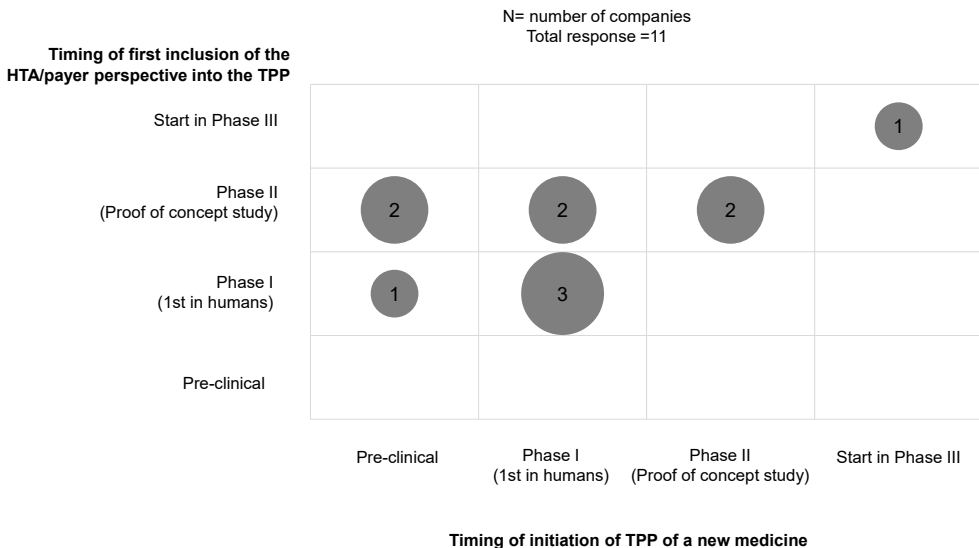 N= number of companies
Total response =11
Timing of first inclusion of the
HTA/payer perspective into the TPP
Start in Phase III
1
Phase II
(Proof of concept study)
2
2
2
Phase I
(1st in humans)
1
3
Pre-clinical
Pre-clinical
Phase I
(1st in humans)
Phase II
(Proof of concept study)
Start in Phase III
Timing of initiation of TPP of a new medicine